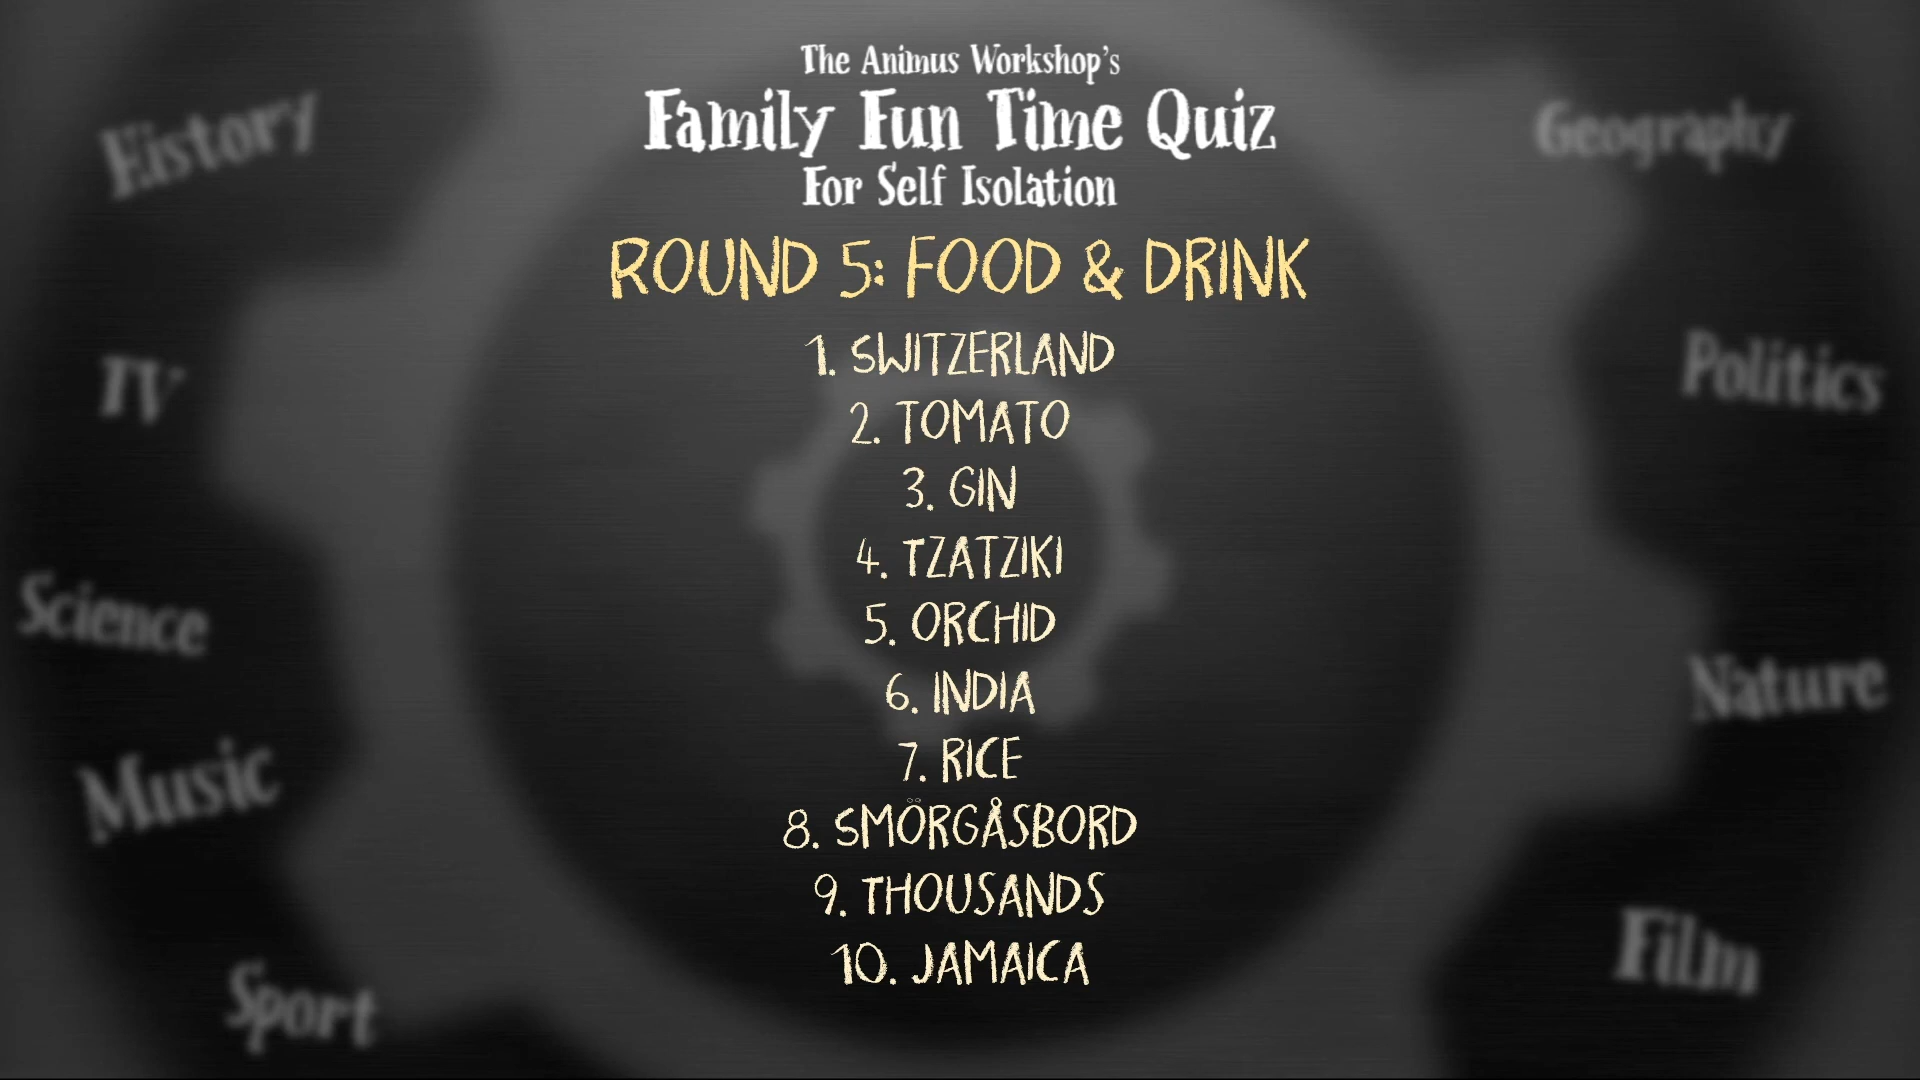 The Animus Workshop's
Family Fun Time Quiz
For Self Isolation
ROUND 5: FOOD & DRINK
1. SWITZERLAND
2. TOMATO
3. GIN
4. TZATZIKI
5. ORCHID
6. INDIA
7. RICE
8. SMÖRGÅSBORD
9. THOUSANDS
10. JAMAICA
History
TV
Science
Music
Sport
Geography
Politics
Nature
Film